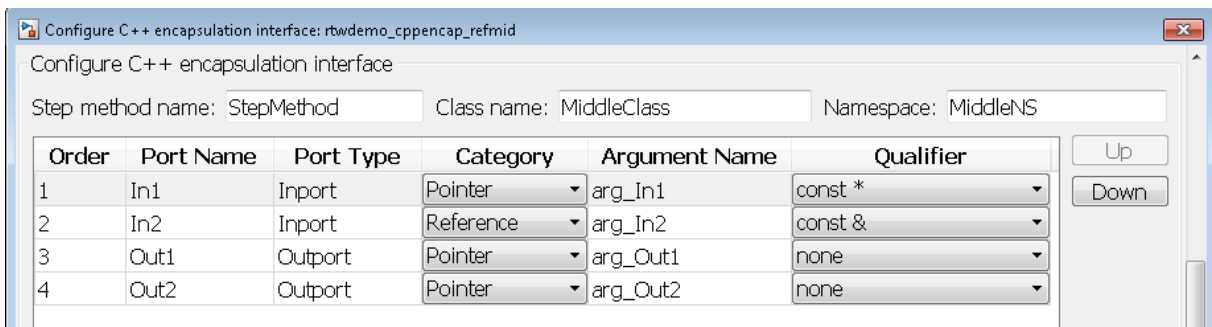 Configure C++ encapsulation interface: rtwdemo_cppencap_refmid
Configure C++ encapsulation interface
Step method name: StepMethod Class name: MiddleClass Namespace: MiddleNS
Order Port Name Port Type Category Argument Name Qualifier Up
1 In1 Inport Pointer arg_In1 const * Down
2 In2 Inport Reference arg_In2 const &
3 Out1 Outport Pointer arg_Out1 none
4 Out2 Outport Pointer arg_Out2 none